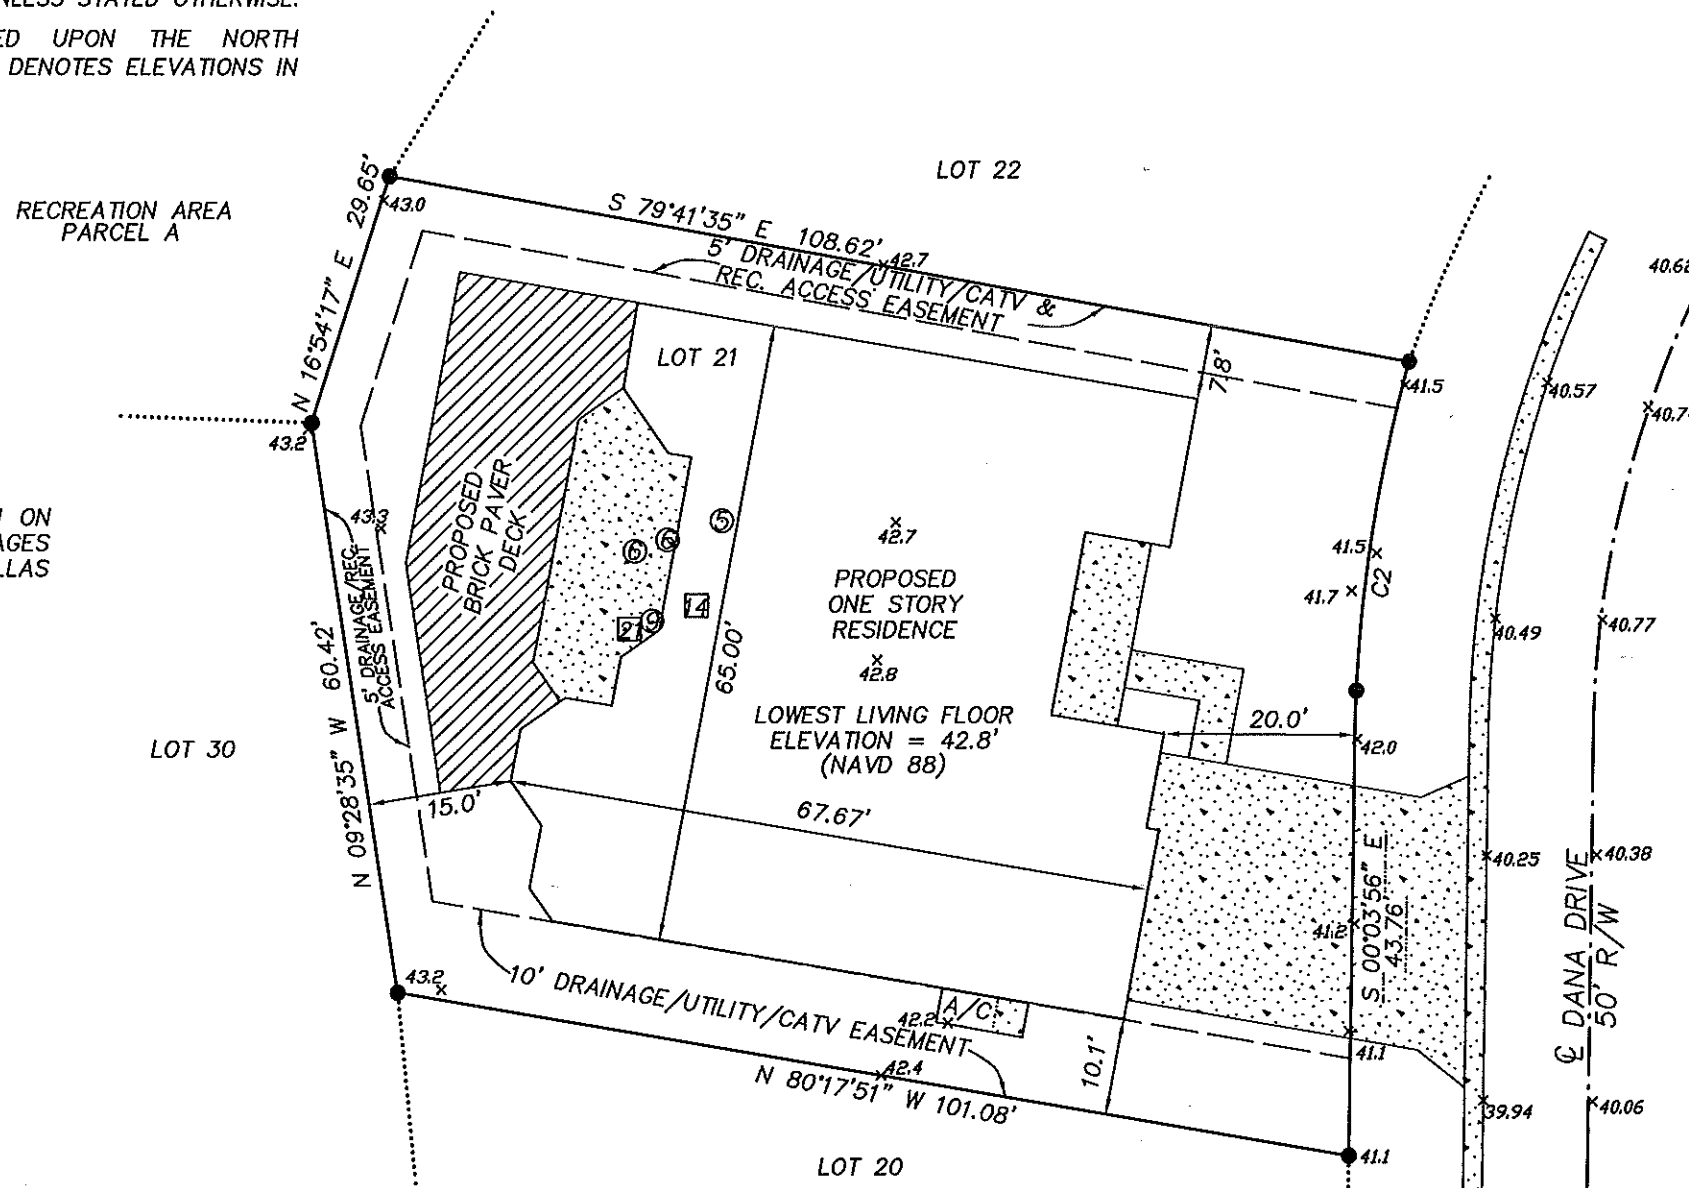 NLESS STATED OTHERWISE.
ED UPON THE NORTH
DENOTES ELEVATIONS IN
LOT 22
RECREATION AREA
PARCEL A
N 16°54'17" E 29.65'
43.0
S 79°41'35" E 108.62'
42.7
5' DRAINAGE/UTILITY/CATV &
REC. ACCESS EASEMENT
40.62
LOT 21
7.8'
41.5
40.57
40.7
43.2
ON
AGES
LLAS
43.3
5' DRAINAGE/REC.
ACCESS EASEMENT
PROPOSED
BRICK PAVER
DECK
5
6
6
9
14
21
42.7
PROPOSED
ONE STORY
RESIDENCE
42.8
LOWEST LIVING FLOOR
ELEVATION = 42.8'
(NAVD 88)
65.00'
41.5
41.7
C2
40.49
40.77
20.0'
42.0
LOT 30
N 09°28'35" W 60.42'
15.0'
67.67'
S 00°03'56" E
43.76'
41.2
40.25
40.38
℄ DANA DRIVE
50' R/W
43.2
10' DRAINAGE/UTILITY/CATV EASEMENT
A/C
42.2
42.4
N 80°17'51" W 101.08'
10.1'
41.1
39.94
40.06
41.1
LOT 20